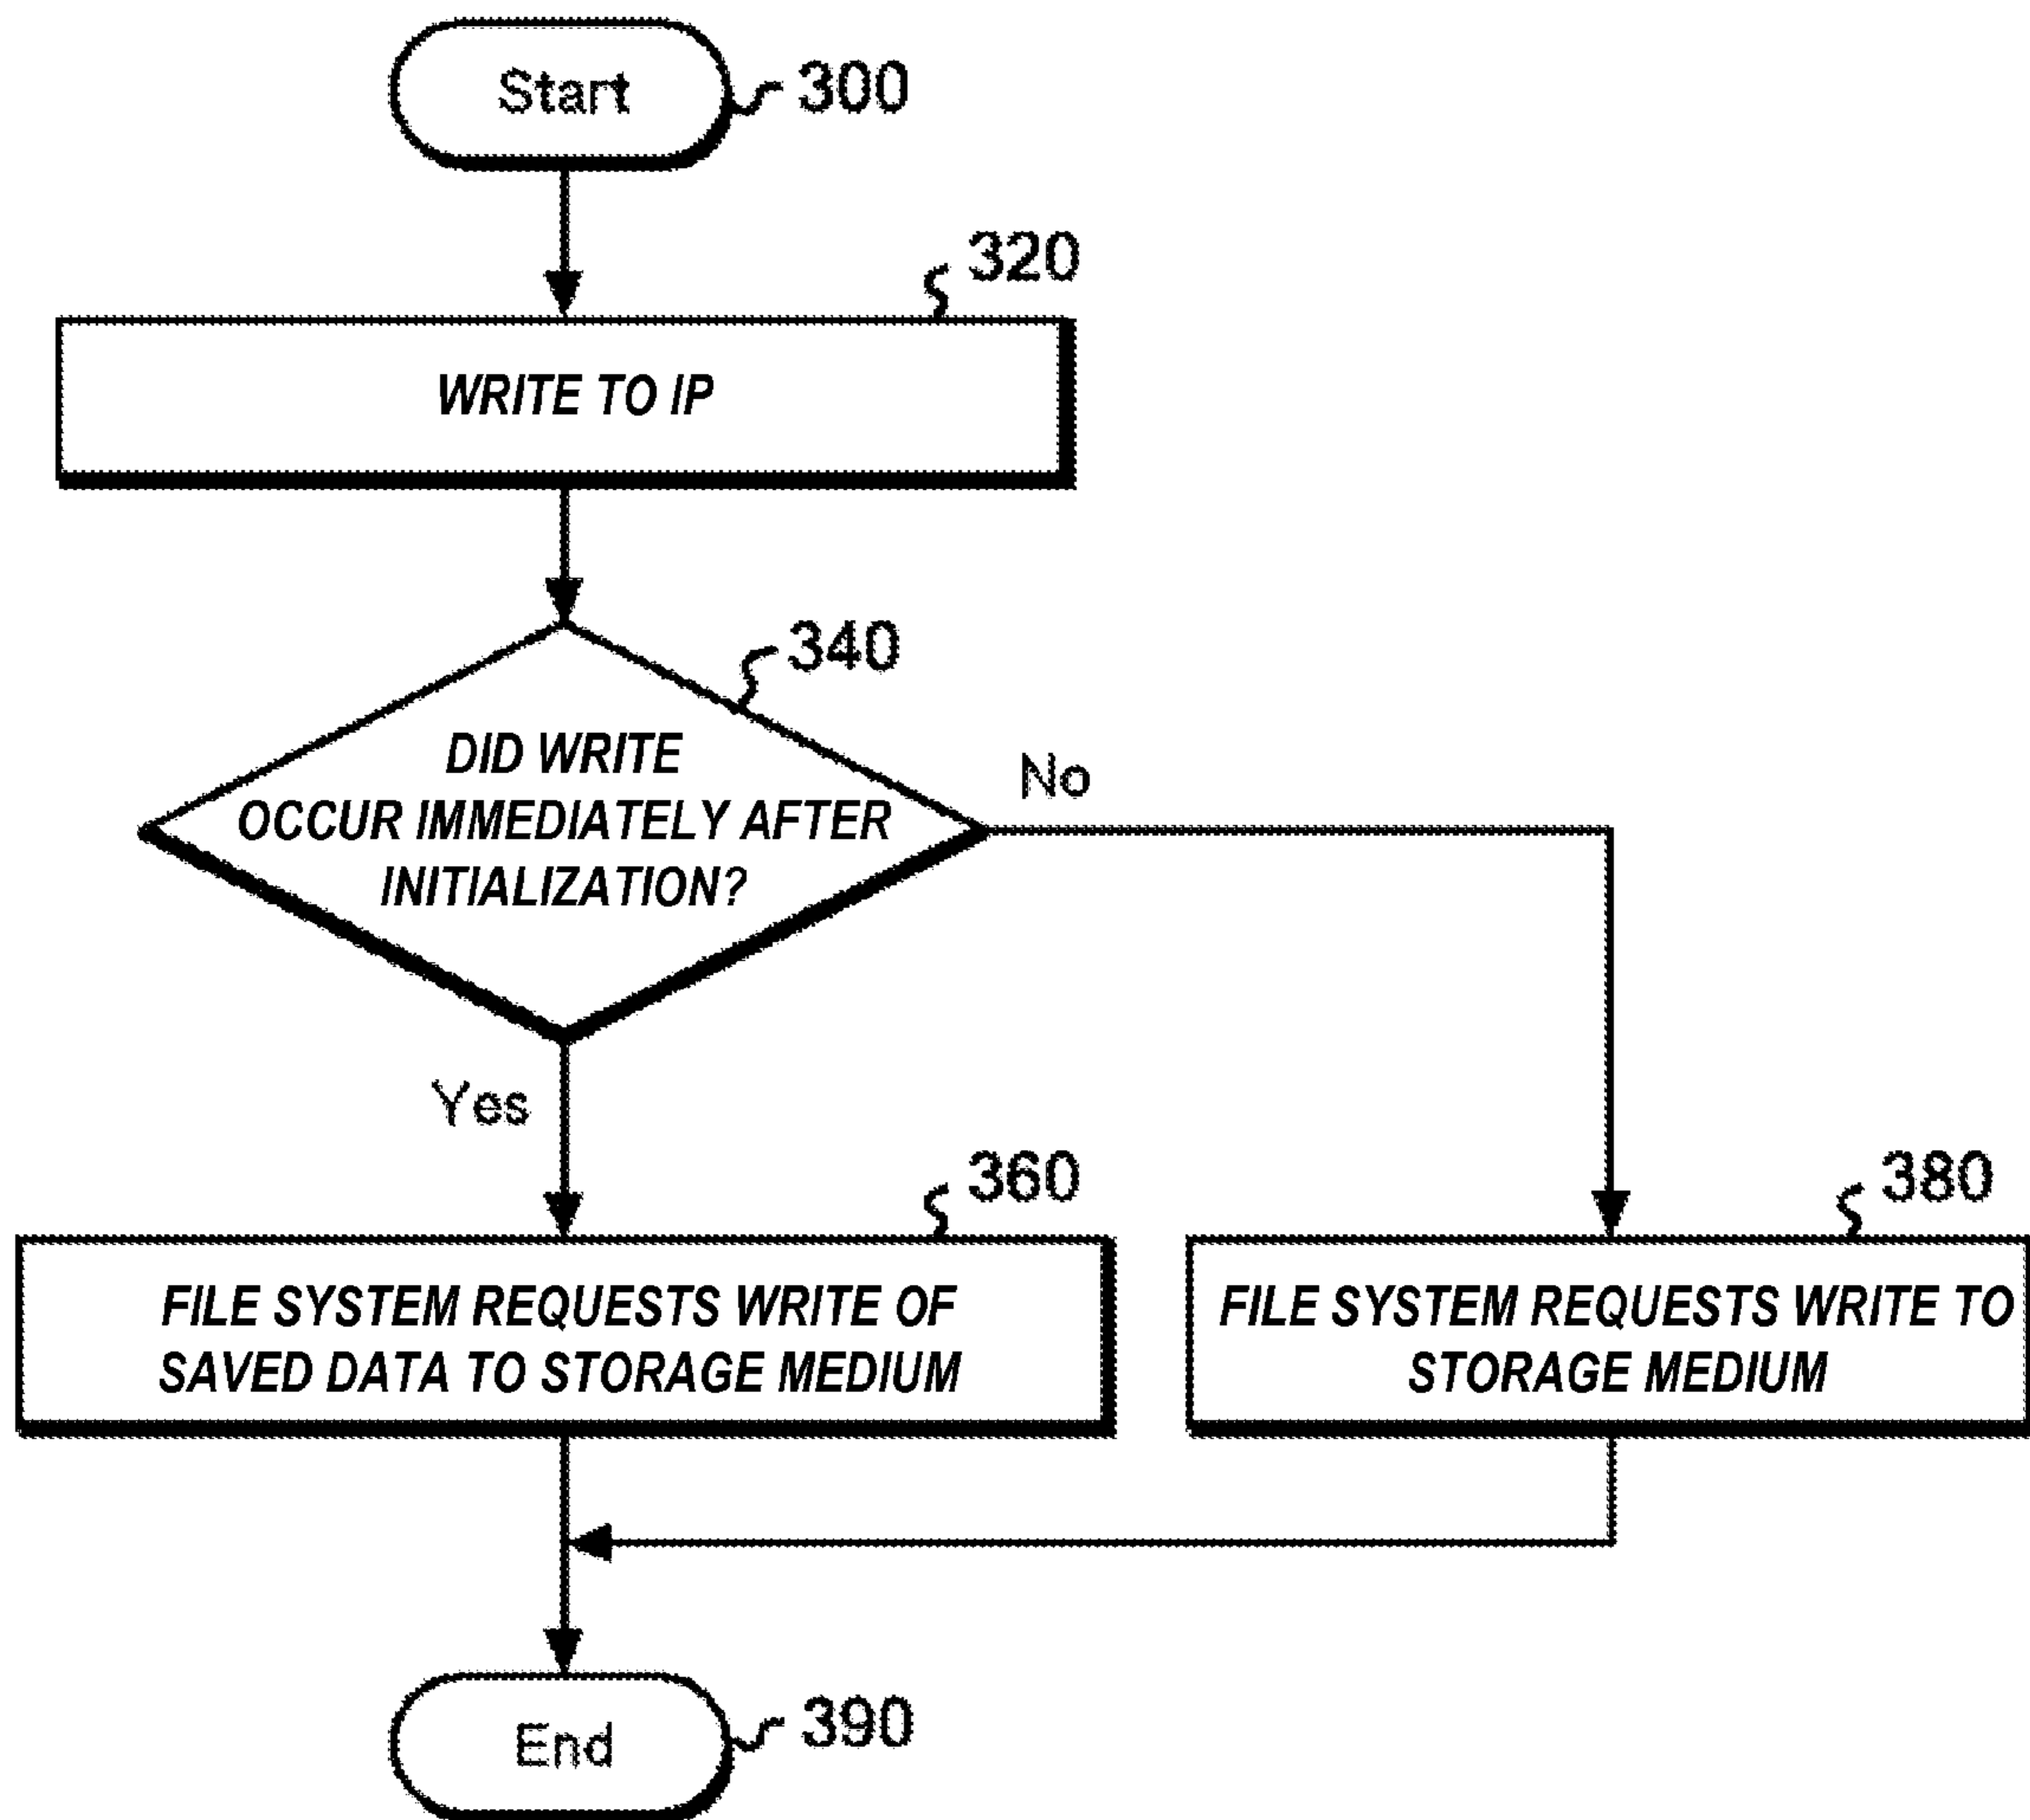 Start
300
320
WRITE TO IP
340
DID WRITE
OCCUR IMMEDIATELY AFTER
INITIALIZATION?
No
Yes
360
380
FILE SYSTEM REQUESTS WRITE OF
SAVED DATA TO STORAGE MEDIUM
FILE SYSTEM REQUESTS WRITE TO
STORAGE MEDIUM
End
390